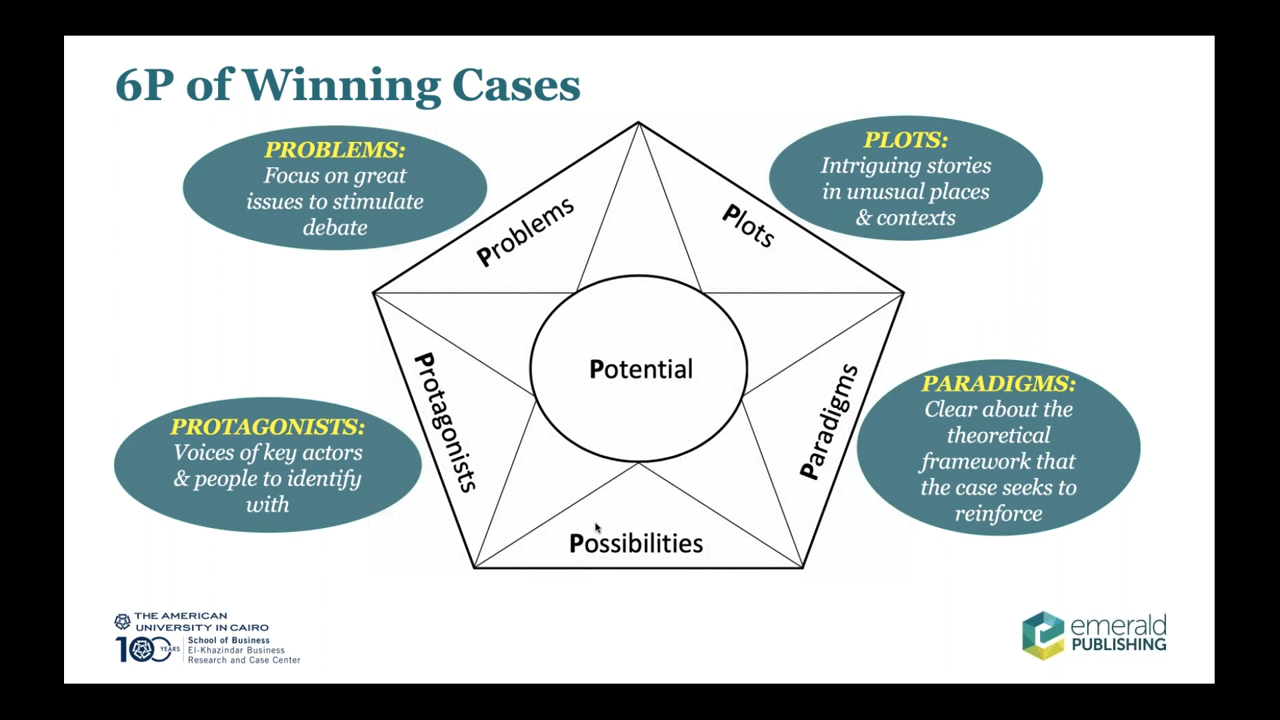 6P of Winning Cases
PROBLEMS:
Focus on great
issues to stimulate
debate
PLOTS:
Intriguing stories
in unusual places
& contexts
Problems
Plots
Potential
Protagonists
Paradigms
PROTAGONISTS:
Voices of key actors
& people to identify
with
PARADIGMS:
Clear about the
theoretical
framework that
the case seeks to
reinforce
Possibilities
THE AMERICAN
UNIVERSITY IN CAIRO
100 YEARS
School of Business
El-Khazindar Business
Research and Case Center
emerald
PUBLISHING